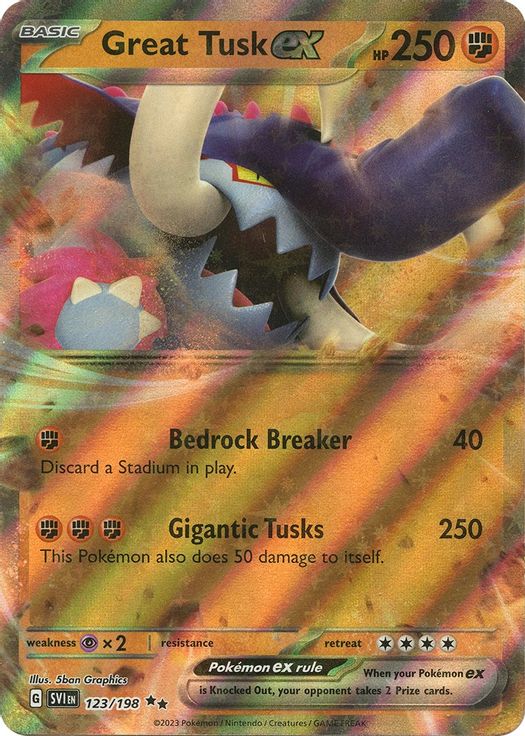 BASIC
Great Tusk ex HP 250
Bedrock Breaker 40
Discard a Stadium in play.
Gigantic Tusks 250
This Pokémon also does 50 damage to itself.
weakness ×2 resistance retreat
Illus. 5ban Graphics
Pokémon ex rule When your Pokémon ex
is Knocked Out, your opponent takes 2 Prize cards.
G SVI EN 123/198
©2023 Pokémon / Nintendo / Creatures / GAME FREAK